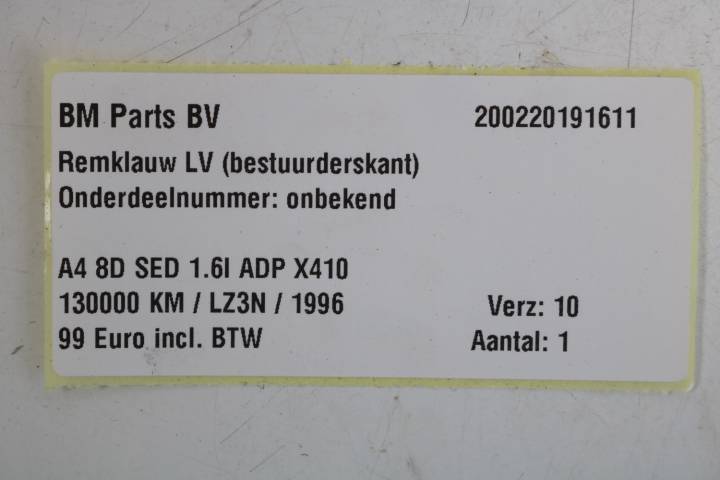 BM Parts BV 200220191611
Remklauw LV (bestuurderskant)
Onderdeelnummer: onbekend
A4 8D SED 1.6I ADP X410
130000 KM / LZ3N / 1996 Verz: 10
99 Euro incl. BTW Aantal: 1